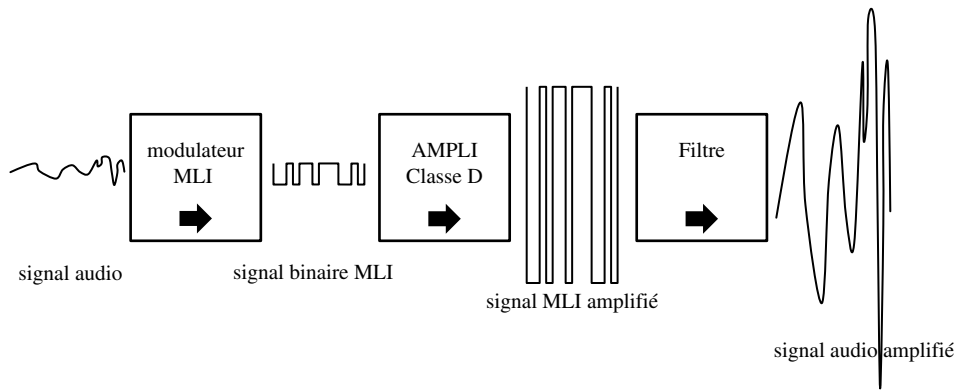 modulateur
MLI
AMPLI
Classe D
Filtre
signal audio
signal binaire MLI
signal MLI amplifié
signal audio amplifié